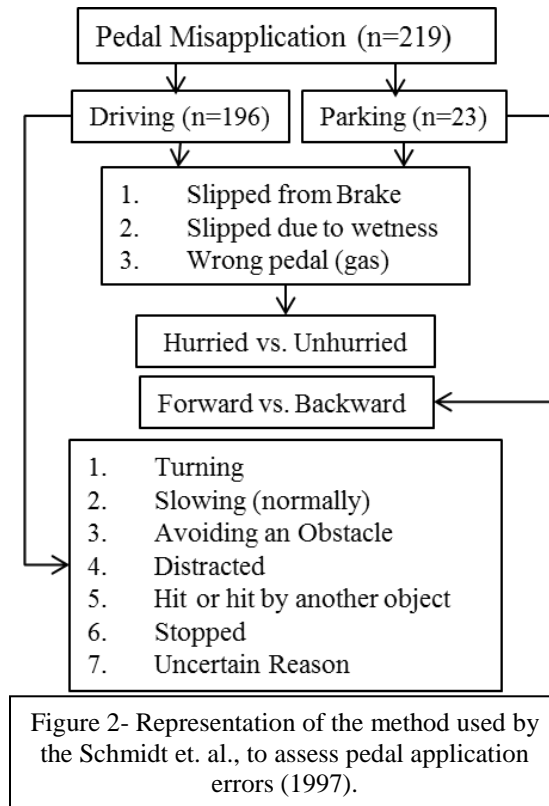 Pedal Misapplication (n=219)
Driving (n=196)
Parking (n=23)
1. Slipped from Brake
2. Slipped due to wetness
3. Wrong pedal (gas)
Hurried vs. Unhurried
Forward vs. Backward
1. Turning
2. Slowing (normally)
3. Avoiding an Obstacle
4. Distracted
5. Hit or hit by another object
6. Stopped
7. Uncertain Reason
Figure 2- Representation of the method used by
the Schmidt et. al., to assess pedal application
errors (1997).